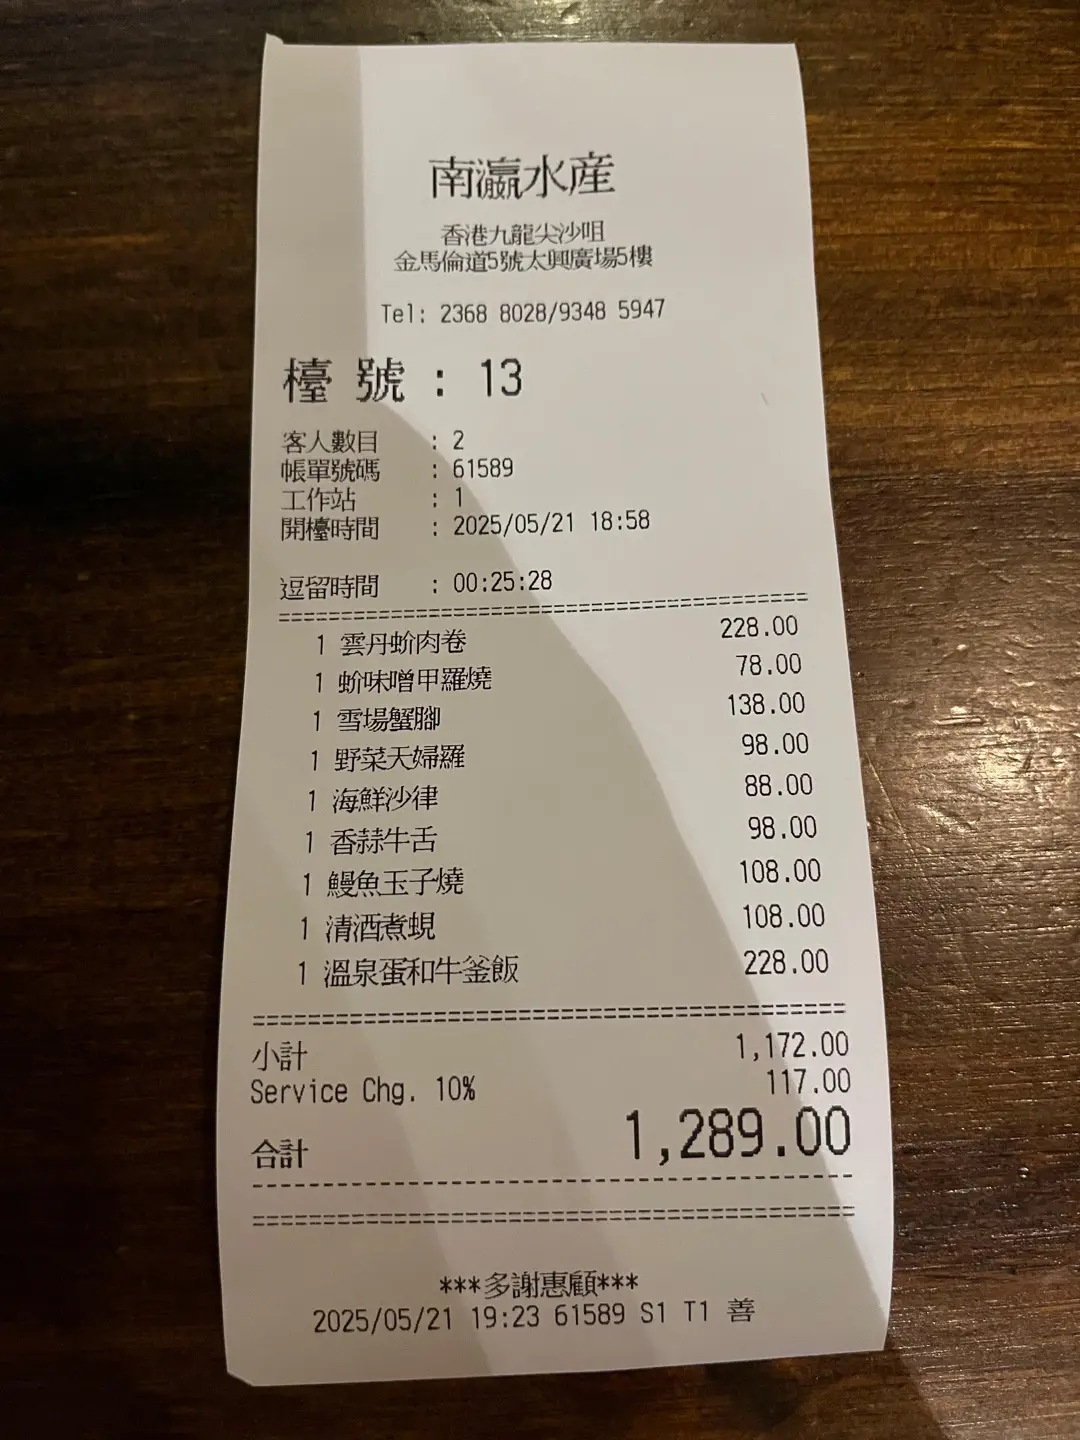 南瀛水産
香港九龍尖沙咀
金馬倫道5號太興廣場5樓
Tel: 2368 8028/9348 5947
檯 號 : 13
客人數目 : 2
帳單號碼 : 61589
工作站 : 1
開檯時間 : 2025/05/21 18:58
逗留時間 : 00:25:28
1 雲丹蚧肉卷 228.00
1 蚧味噌甲羅燒 78.00
1 雪場蟹腳 138.00
1 野菜天婦羅 98.00
1 海鮮沙律 88.00
1 香蒜牛舌 98.00
1 鰻魚玉子燒 108.00
1 清酒煮蜆 108.00
1 溫泉蛋和牛釜飯 228.00
小計 1,172.00
Service Chg. 10% 117.00
合計 1,289.00
***多謝惠顧***
2025/05/21 19:23 61589 S1 T1 善